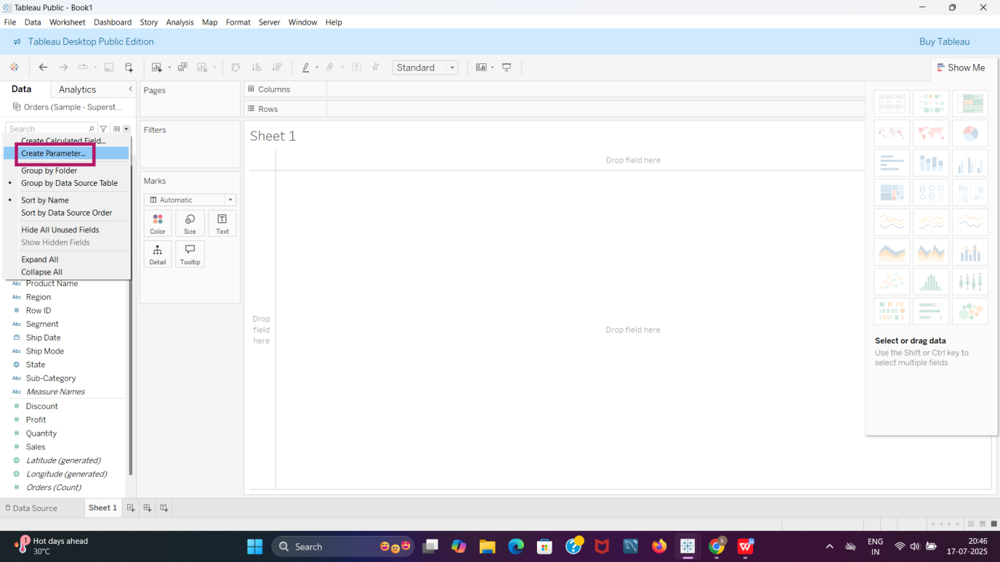 Tableau Public - Book1
File Data Worksheet Dashboard Story Analysis Map Format Server Window Help
Tableau Desktop Public Edition
Buy Tableau
Standard
Show Me
Data
Analytics
Orders (Sample - Superst...
Search
Create Calculated Field...
Create Parameter...
Group by Folder
Group by Data Source Table
Sort by Name
Sort by Data Source Order
Hide All Unused Fields
Show Hidden Fields
Expand All
Collapse All
Abc Product Name
Abc Region
# Row ID
Abc Segment
Ship Date
Abc Ship Mode
State
Abc Sub-Category
Abc Measure Names
# Discount
# Profit
# Quantity
# Sales
Latitude (generated)
Longitude (generated)
# Orders (Count)
Pages
Filters
Marks
T Automatic
Color
Size
T
Text
Detail
Tooltip
Columns
Rows
Sheet 1
Drop field here
Drop
field
here
Drop field here
Select or drag data
Use the Shift or Ctrl key to
select multiple fields
Data Source
Sheet 1
1
Hot days ahead
30°C
Search
k
W
ENG
IN
20:46
17-07-2025